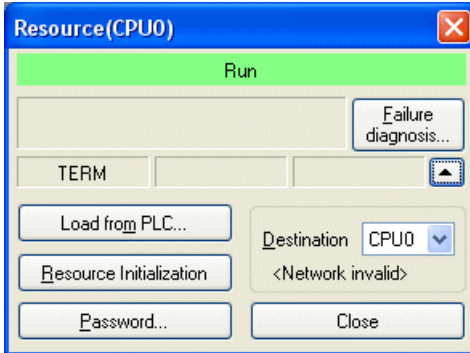 Resource(CPU0)
Run
Failure
diagnosis...
TERM
Load from PLC...
Destination CPU0
Resource Initialization
<Network invalid>
Password...
Close